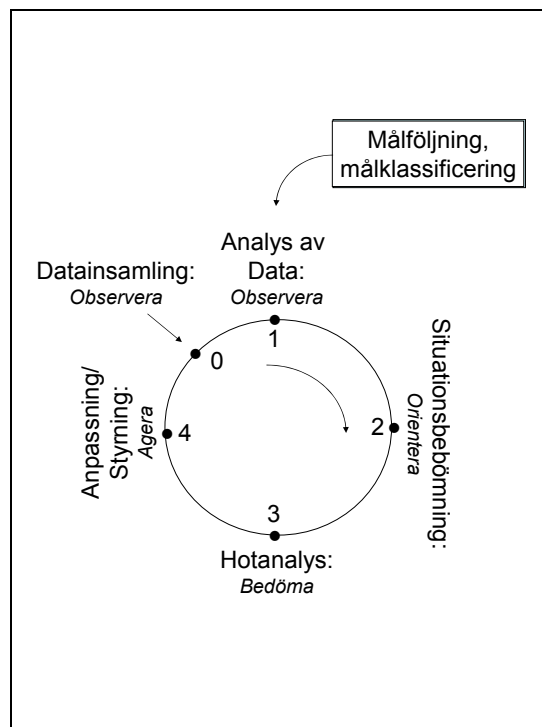 Målföljning,
målklassificering
Analys av
Data:
Observera
Datainsamling:
Observera
1
0
Situationsbebömning:
Orientera
2
Anpassning/
Styrning:
Agera
4
3
Hotanalys:
Bedöma